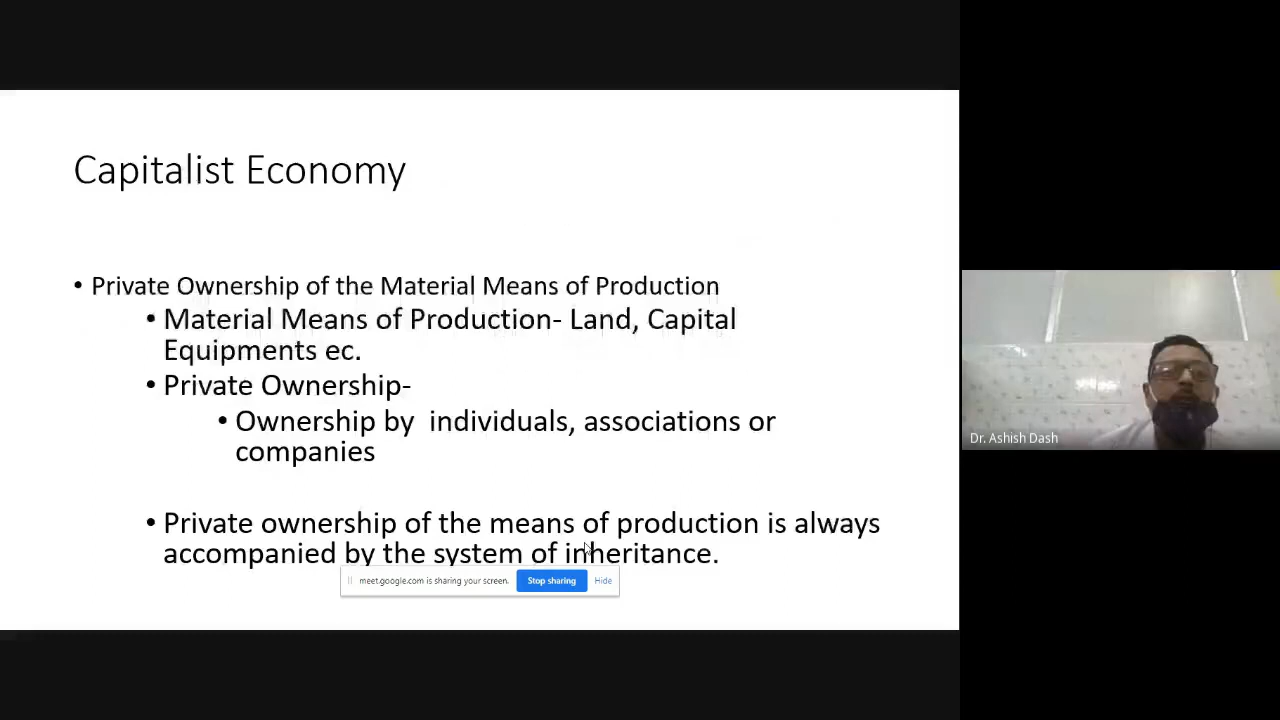 Capitalist Economy
• Private Ownership of the Material Means of Production
• Material Means of Production- Land, Capital
Equipments ec.
• Private Ownership-
• Ownership by individuals, associations or
companies
• Private ownership of the means of production is always
accompanied by the system of inheritance.
meet.google.com is sharing your screen.
Stop sharing
Hide
Dr. Ashish Dash